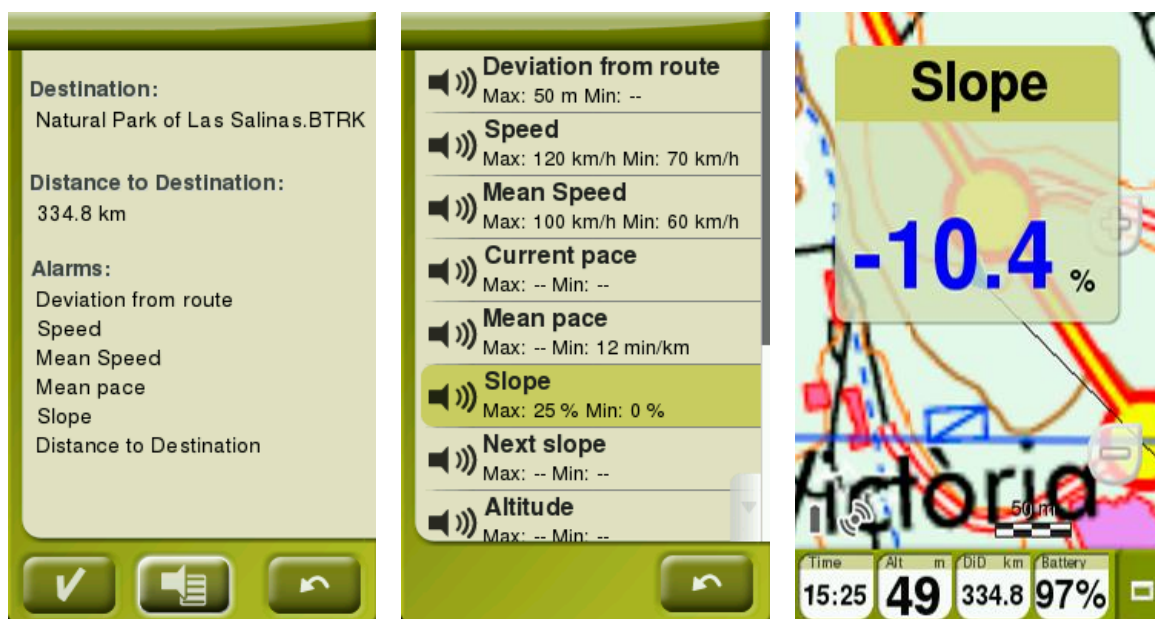 Destination:
Natural Park of Las Salinas.BTRK
Distance to Destination:
334.8 km
Alarms:
Deviation from route
Speed
Mean Speed
Mean pace
Slope
Distance to Destination
Deviation from route
Max: 50 m Min: --
Speed
Max: 120 km/h Min: 70 km/h
Mean Speed
Max: 100 km/h Min: 60 km/h
Current pace
Max: -- Min: --
Mean pace
Max: -- Min: 12 min/km
Slope
Max: 25 % Min: 0 %
Next slope
Max: -- Min: --
Altitude
Max: -- Min: --
Slope
-10.4 %
50 m
Time
15:25
Alt m
49
DiD km
334.8
Battery
97%